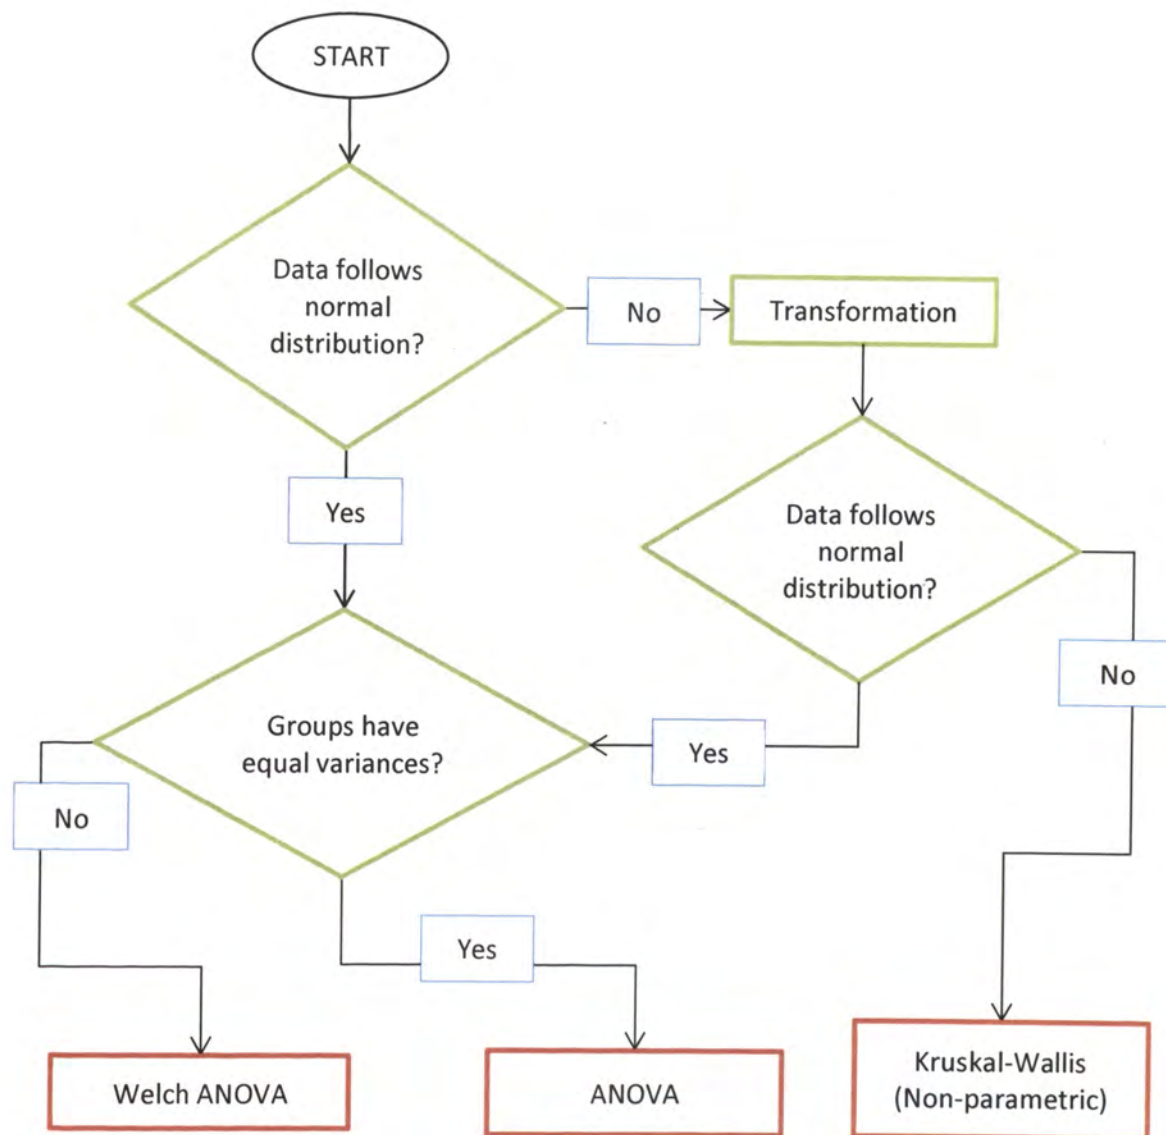 START
Data follows
normal
distribution?
No
Transformation
Yes
Data follows
normal
distribution?
No
Groups have
equal variances?
Yes
No
Yes
Welch ANOVA
ANOVA
Kruskal-Wallis
(Non-parametric)